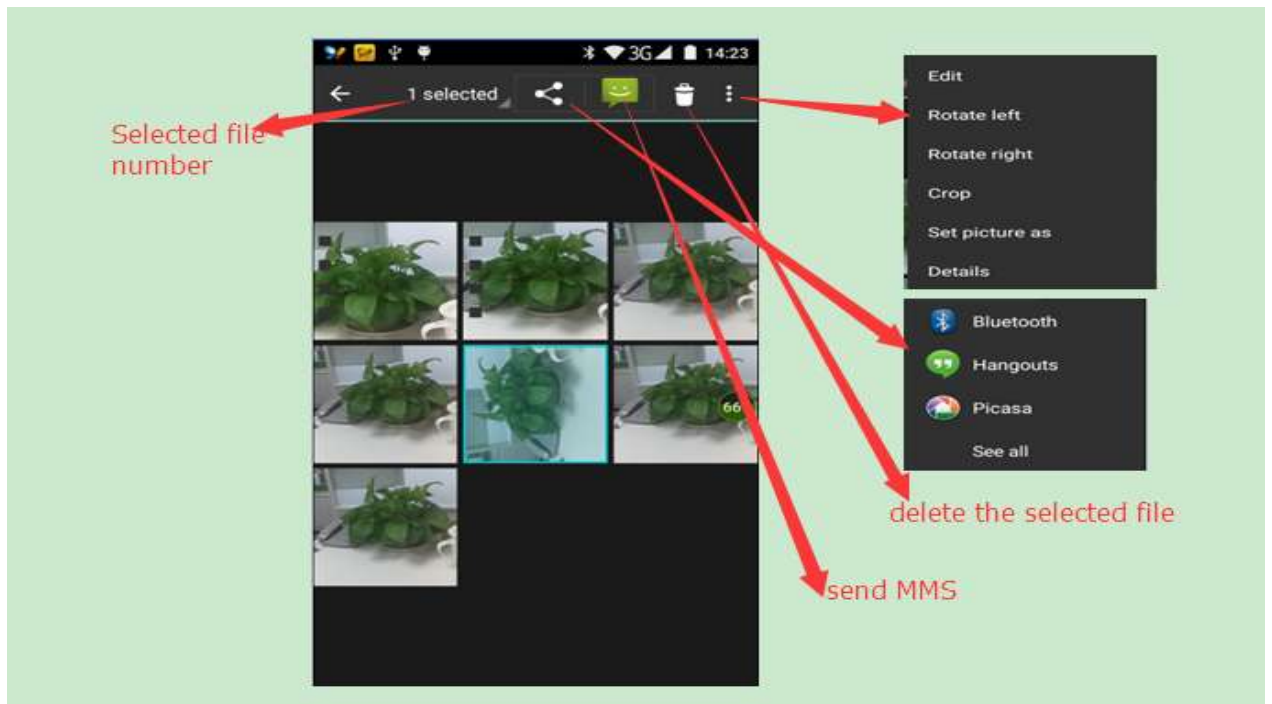 3G 14:23
1 selected
Selected file
number
Edit
Rotate left
Rotate right
Crop
Set picture as
Details
Bluetooth
Hangouts
Picasa
See all
66
delete the selected file
send MMS